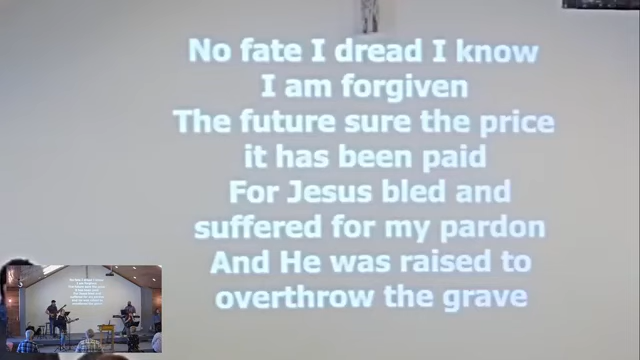 No fate I dread I know
I am forgiven
The future sure the price
it has been paid
For Jesus bled and
suffered for my pardon
And He was raised to
overthrow the grave